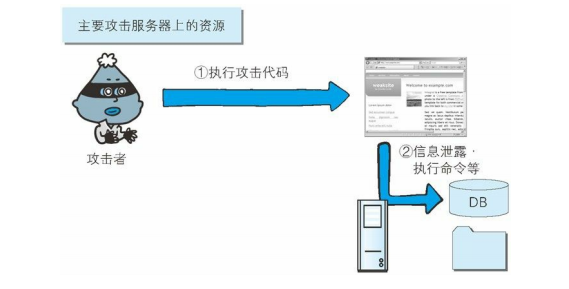 主要攻击服务器上的资源
①执行攻击代码
Welcome to example.com
攻击者
②信息泄露·
执行命令等
DB